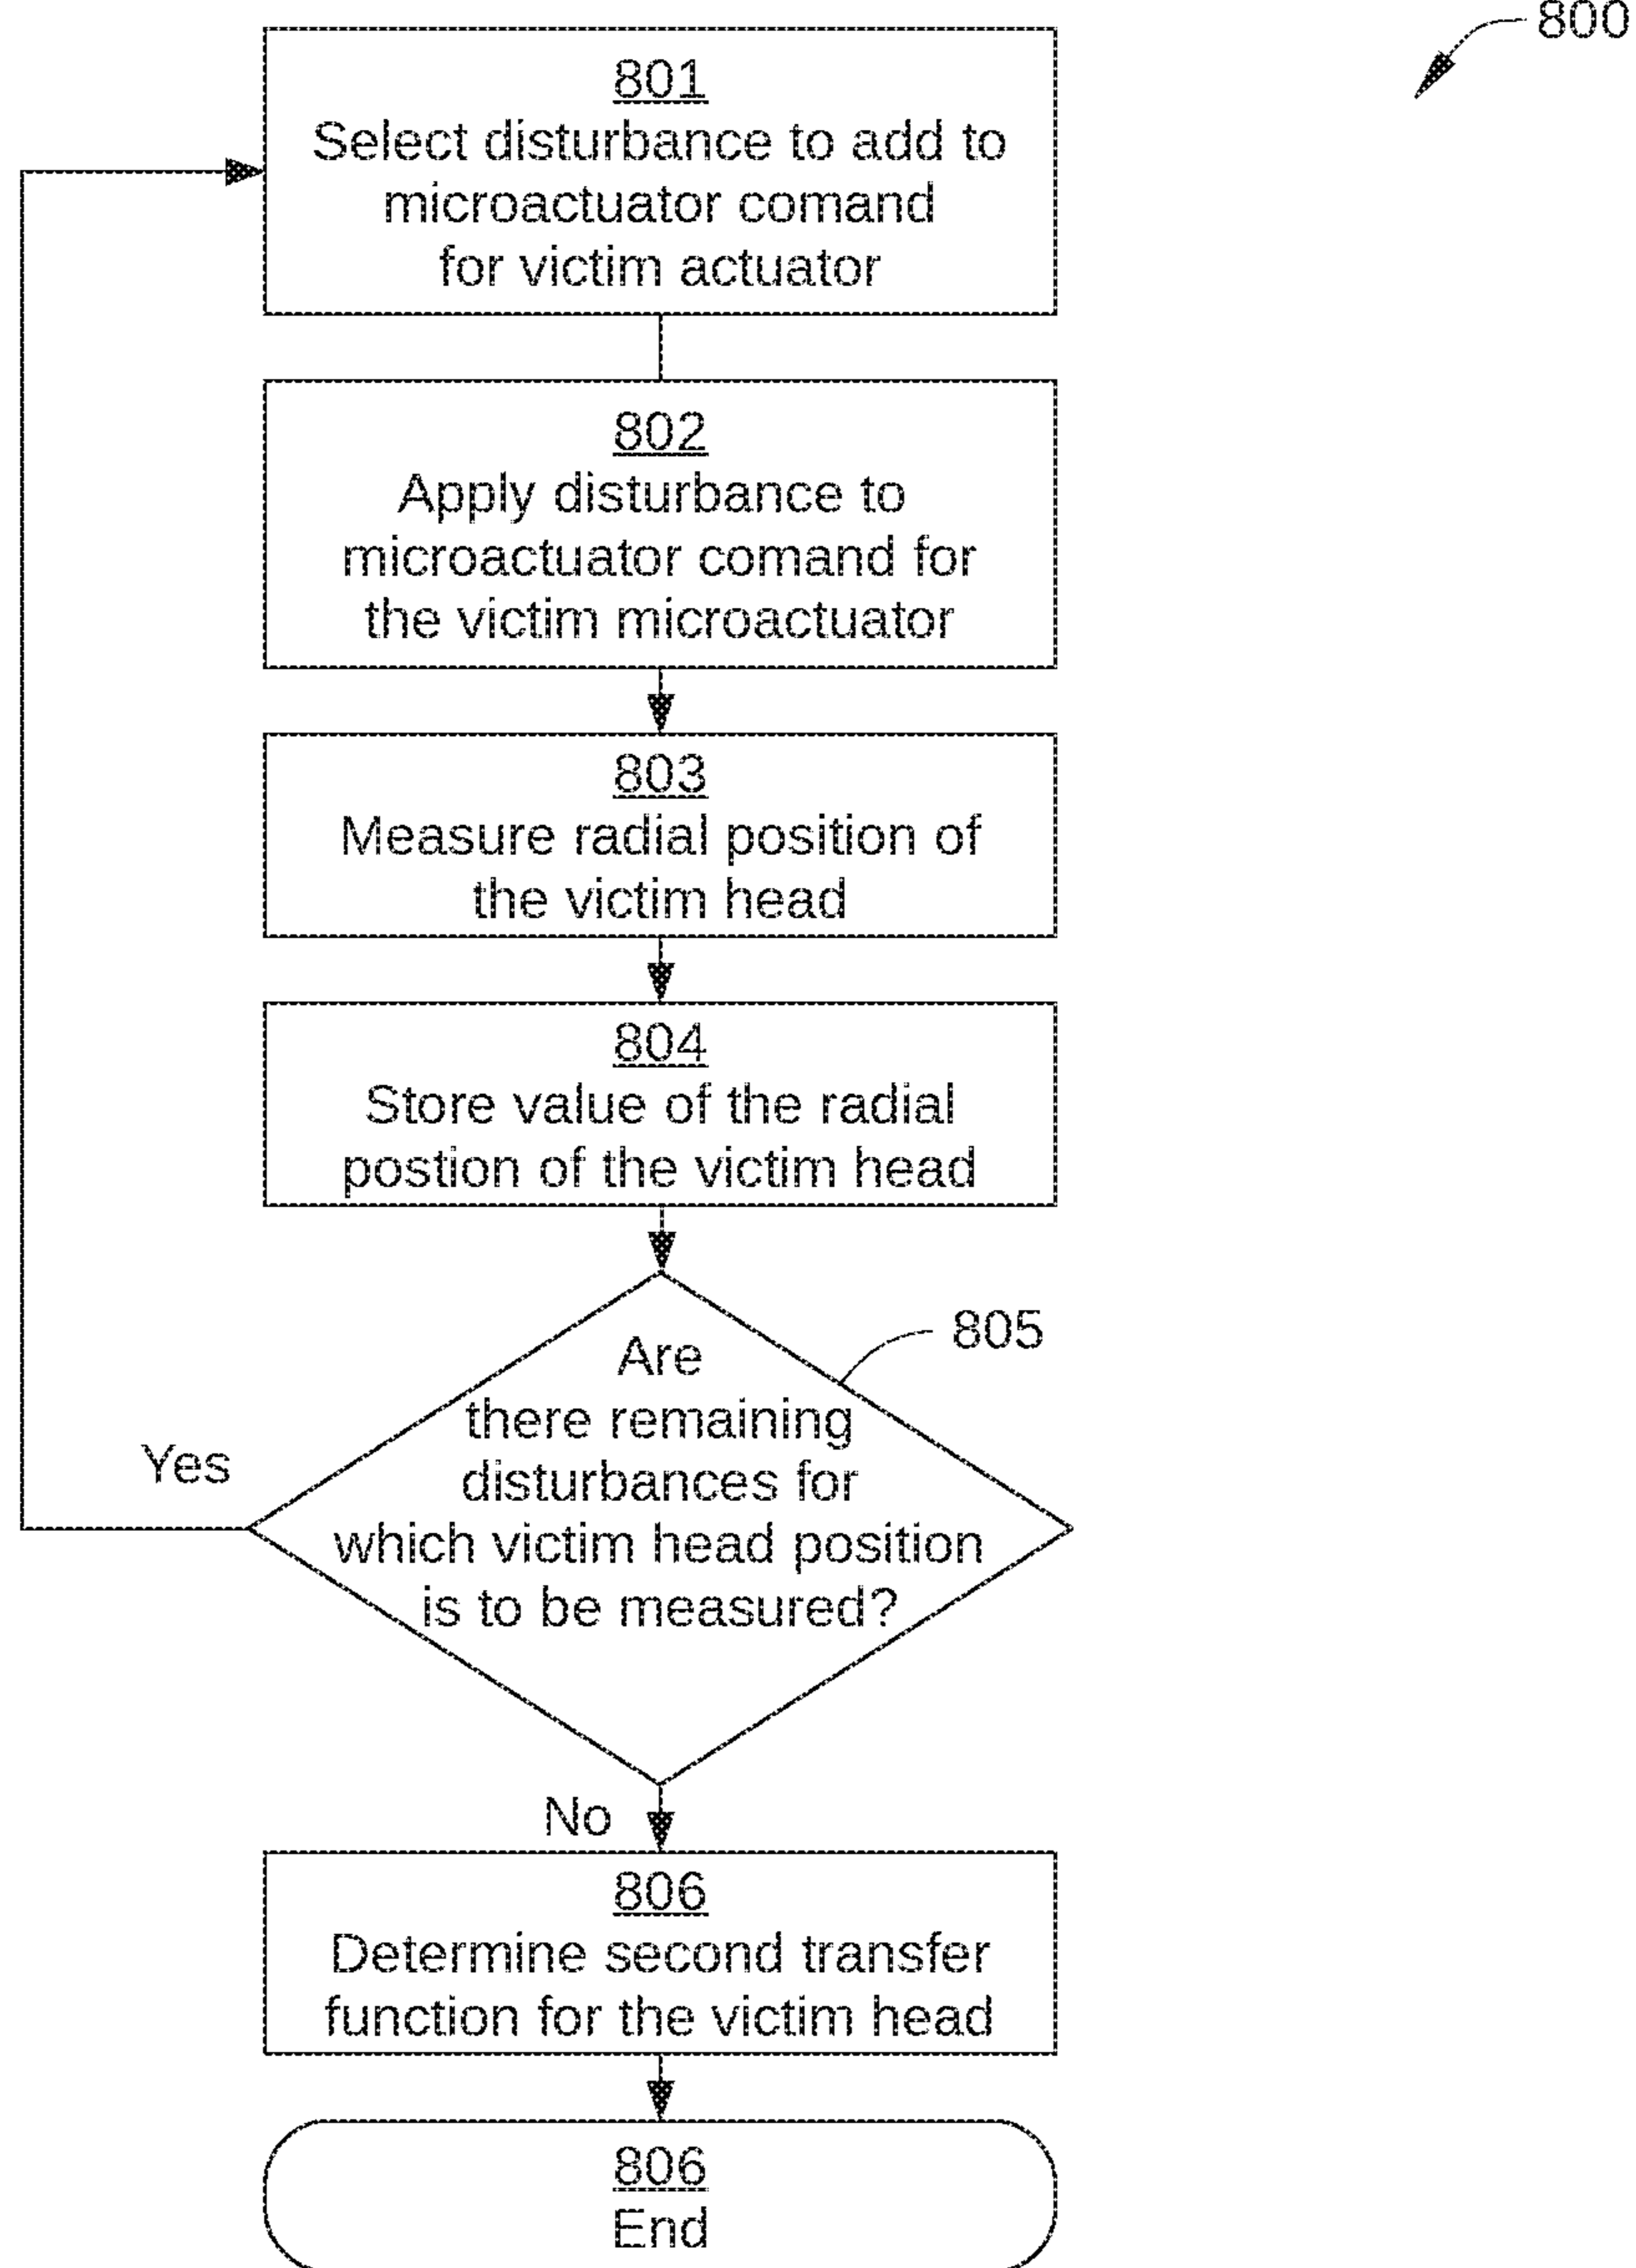 800
801
Select disturbance to add to
microactuator comand
for victim actuator
802
Apply disturbance to
microactuator comand for
the victim microactuator
803
Measure radial position of
the victim head
804
Store value of the radial
postion of the victim head
805
Are
there remaining
disturbances for
which victim head position
is to be measured?
Yes
No
806
Determine second transfer
function for the victim head
806
End